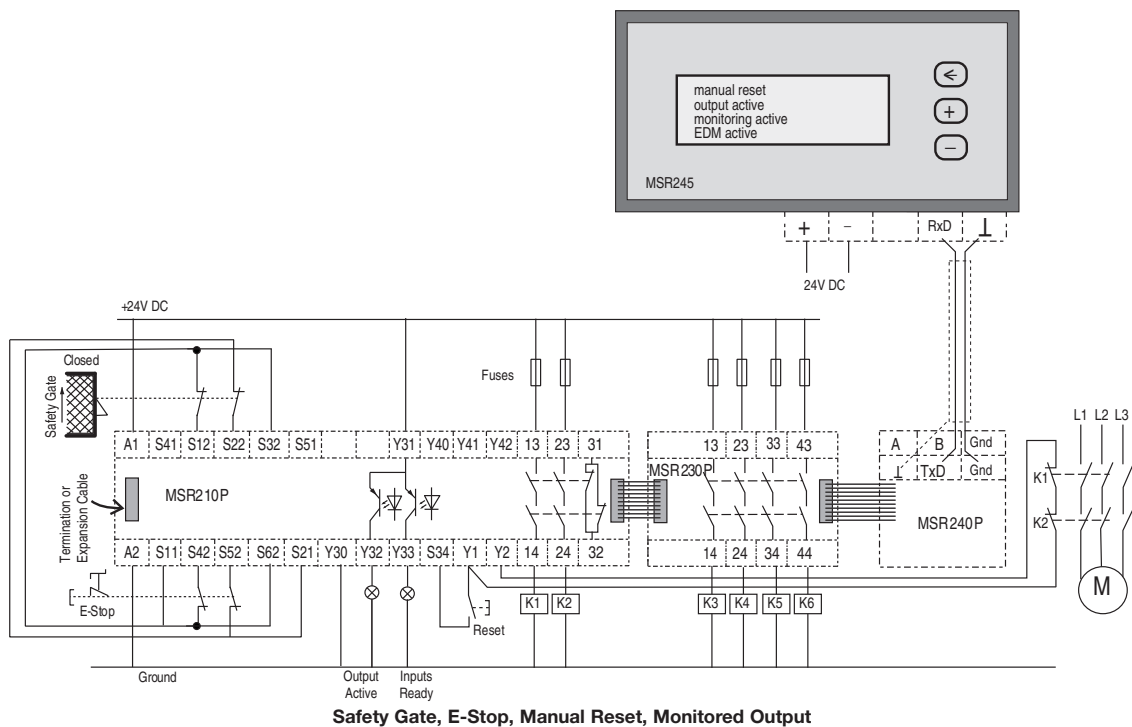 manual reset
output active
monitoring active
EDM active
MSR245
+ − RxD ⊥
24V DC
+24V DC
Closed
Safety Gate
Fuses
L1 L2 L3
A1 S41 S12 S22 S32 S51 Y31 Y40 Y41 Y42 13 23 31
13 23 33 43
A B Gnd
⊥ TxD Gnd
MSR210P
MSR230P
MSR240P
Termination or
Expansion Cable
K1
K2
A2 S11 S42 S52 S62 S21 Y30 Y32 Y33 S34 Y1 Y2 14 24 32
14 24 34 44
E-Stop
K1 K2
K3 K4 K5 K6
M
Reset
Ground
Output
Active
Inputs
Ready
Safety Gate, E-Stop, Manual Reset, Monitored Output